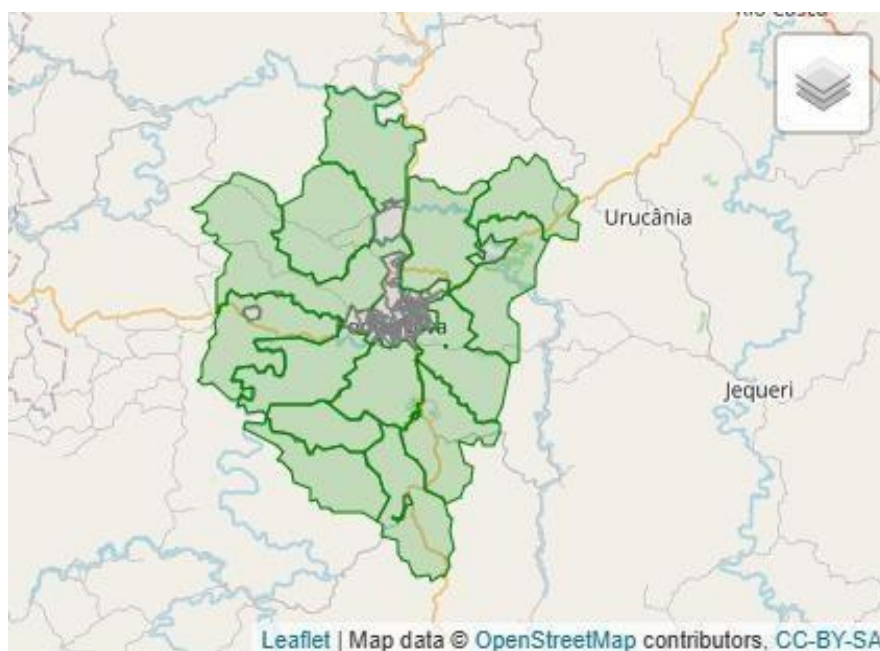 Urucânia
Jequeri
Leaflet | Map data © OpenStreetMap contributors, CC-BY-SA